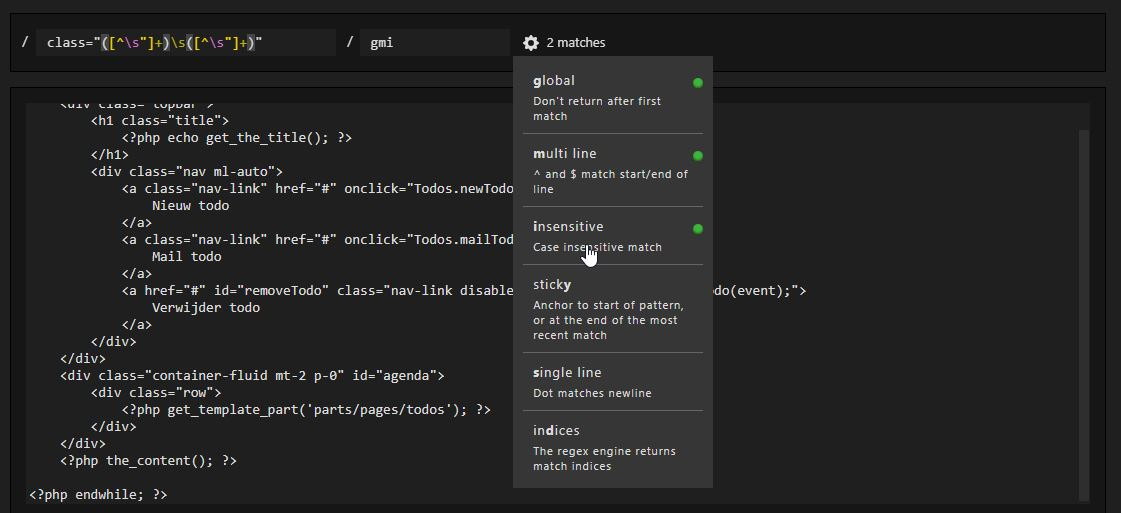 / class="([^\s"]+)\s([^\s"]+)" / gmi 2 matches
global
Don't return after first
match
multi line
^ and $ match start/end of
line
insensitive
Case insensitive match
sticky
Anchor to start of pattern,
or at the end of the most
recent match
single line
Dot matches newline
indices
The regex engine returns
match indices
<div class="topbar">
<h1 class="title">
<?php echo get_the_title(); ?>
</h1>
<div class="nav ml-auto">
<a class="nav-link" href="#" onclick="Todos.newTodo
Nieuw todo
</a>
<a class="nav-link" href="#" onclick="Todos.mailTod
Mail todo
</a>
<a href="#" id="removeTodo" class="nav-link disable do(event);">
Verwijder todo
</a>
</div>
</div>
<div class="container-fluid mt-2 p-0" id="agenda">
<div class="row">
<?php get_template_part('parts/pages/todos'); ?>
</div>
</div>
<?php the_content(); ?>
<?php endwhile; ?>